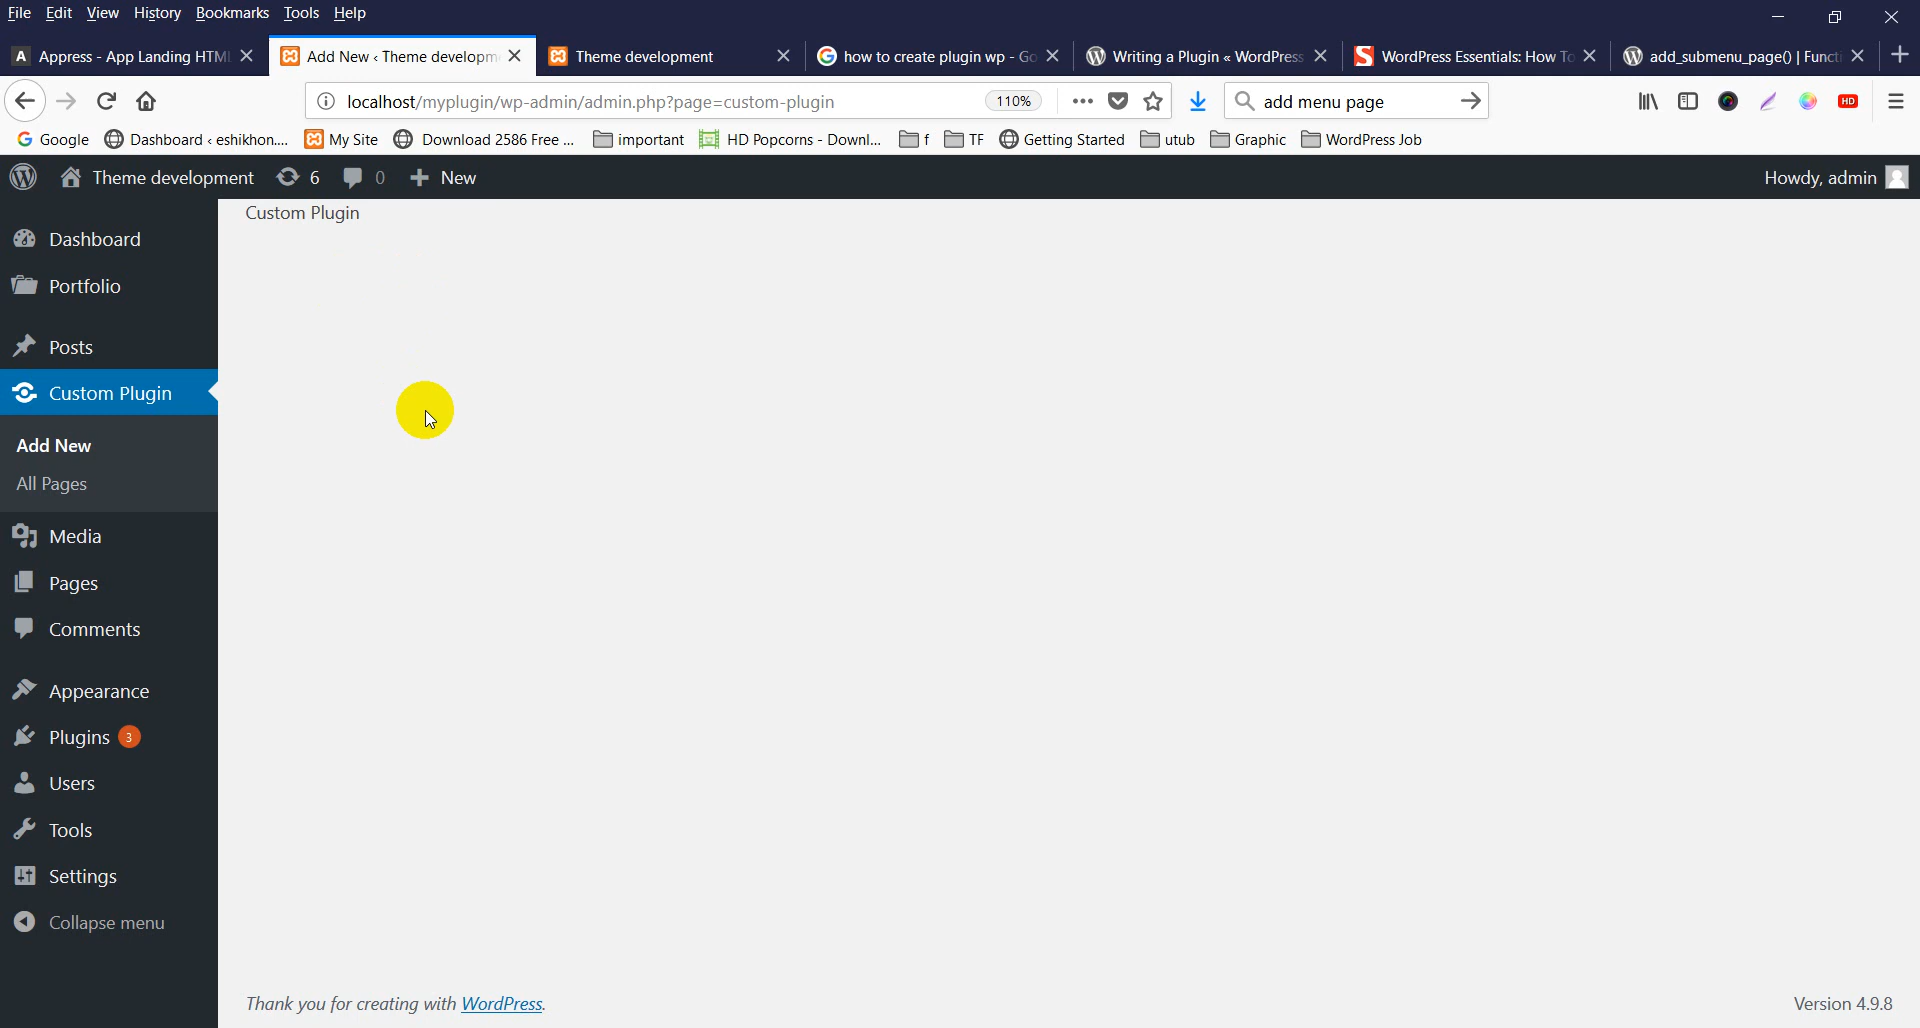 File Edit View History Bookmarks Tools Help
Appress - App Landing HTML
Add New ‹ Theme developm
Theme development
how to create plugin wp - Go
Writing a Plugin « WordPress
WordPress Essentials: How To
add_submenu_page() | Funct
localhost/myplugin/wp-admin/admin.php?page=custom-plugin
110%
add menu page
HD
Google
Dashboard ‹ eshikhon....
My Site
Download 2586 Free ...
important
HD Popcorns - Downl...
f
TF
Getting Started
utub
Graphic
WordPress Job
Theme development
6
0
New
Howdy, admin
Custom Plugin
Dashboard
Portfolio
Posts
Custom Plugin
Add New
All Pages
Media
Pages
Comments
Appearance
Plugins 3
Users
Tools
Settings
Collapse menu
Thank you for creating with WordPress.
Version 4.9.8